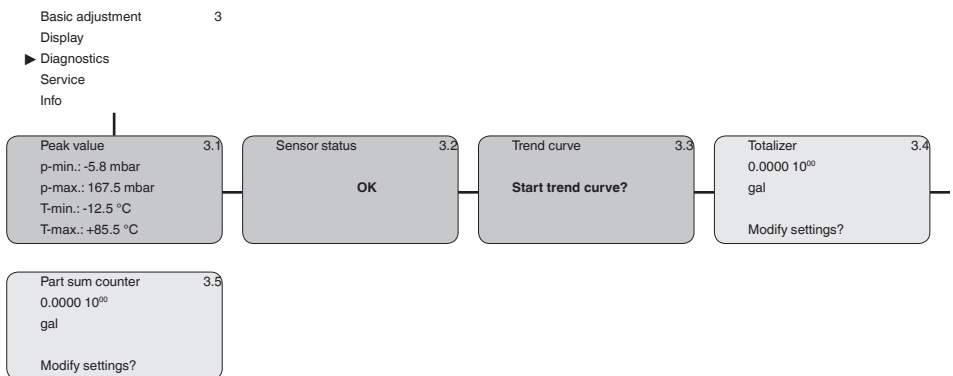 Basic adjustment 3
Display
▶ Diagnostics
Service
Info
Peak value 3.1
p-min.: -5.8 mbar
p-max.: 167.5 mbar
T-min.: -12.5 °C
T-max.: +85.5 °C
Sensor status 3.2
OK
Trend curve 3.3
Start trend curve?
Totalizer 3.4
0.0000 10⁰⁰
gal
Modify settings?
Part sum counter 3.5
0.0000 10⁰⁰
gal
Modify settings?